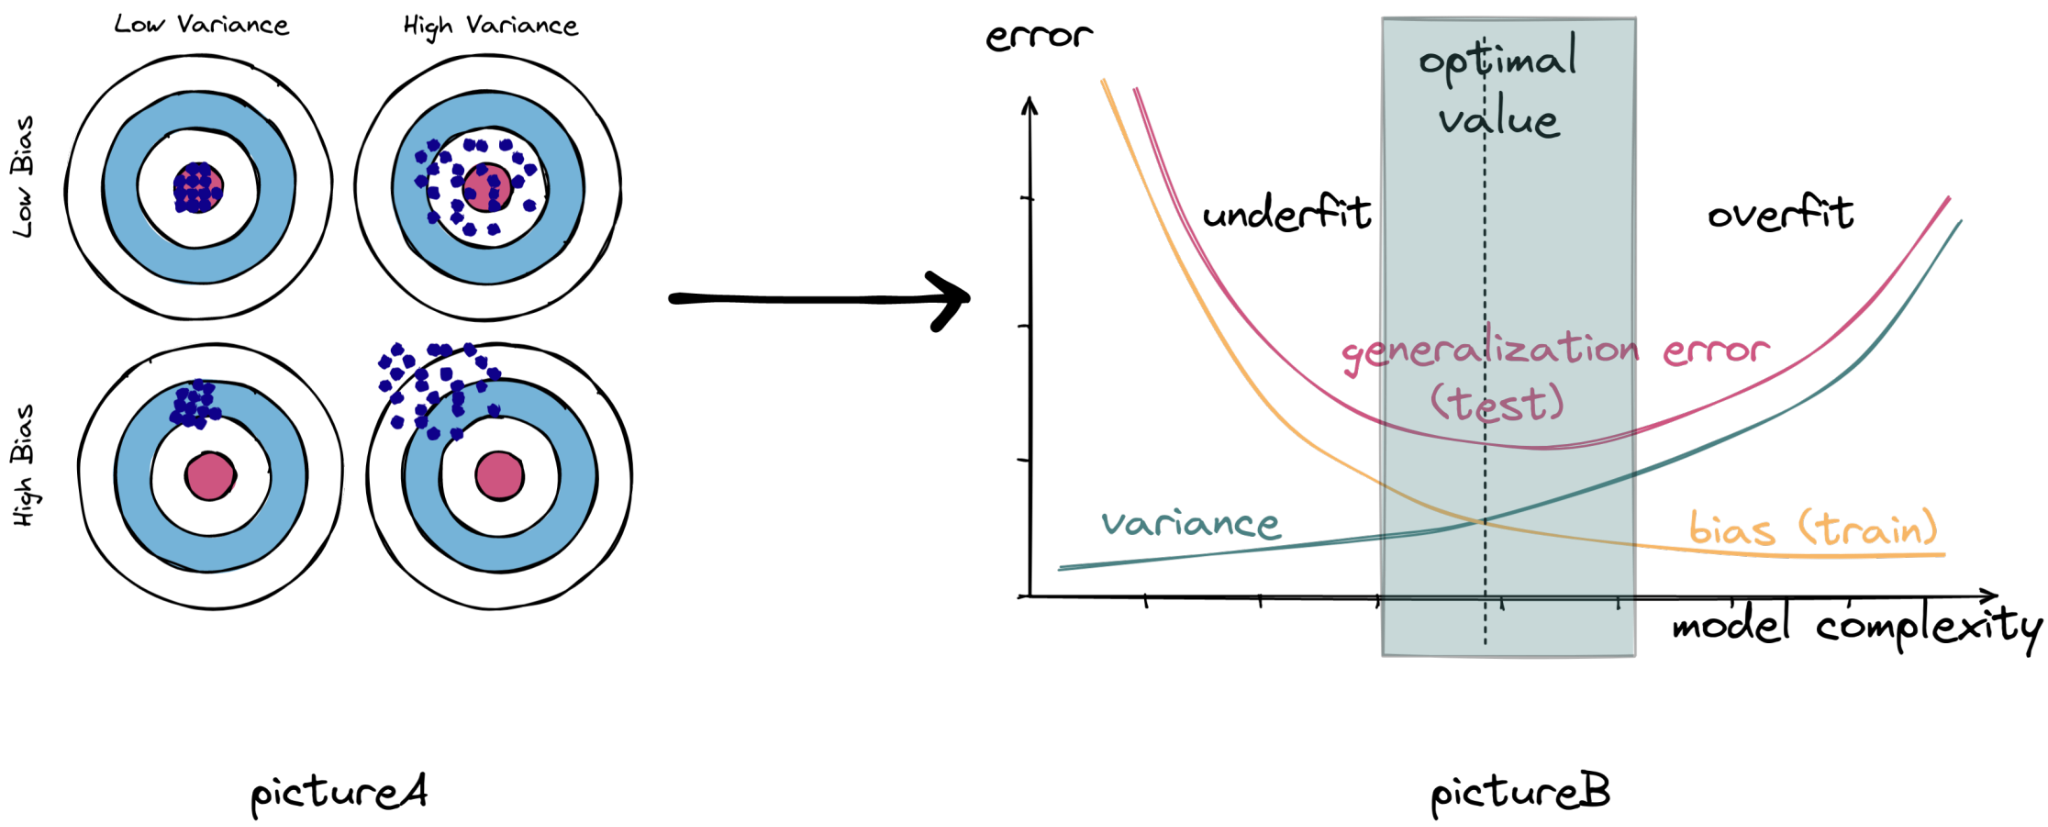 Low Variance
High Variance
Low Bias
High Bias
pictureA
error
optimal
value
underfit
overfit
generalization error
(test)
variance
bias (train)
model complexity
pictureB